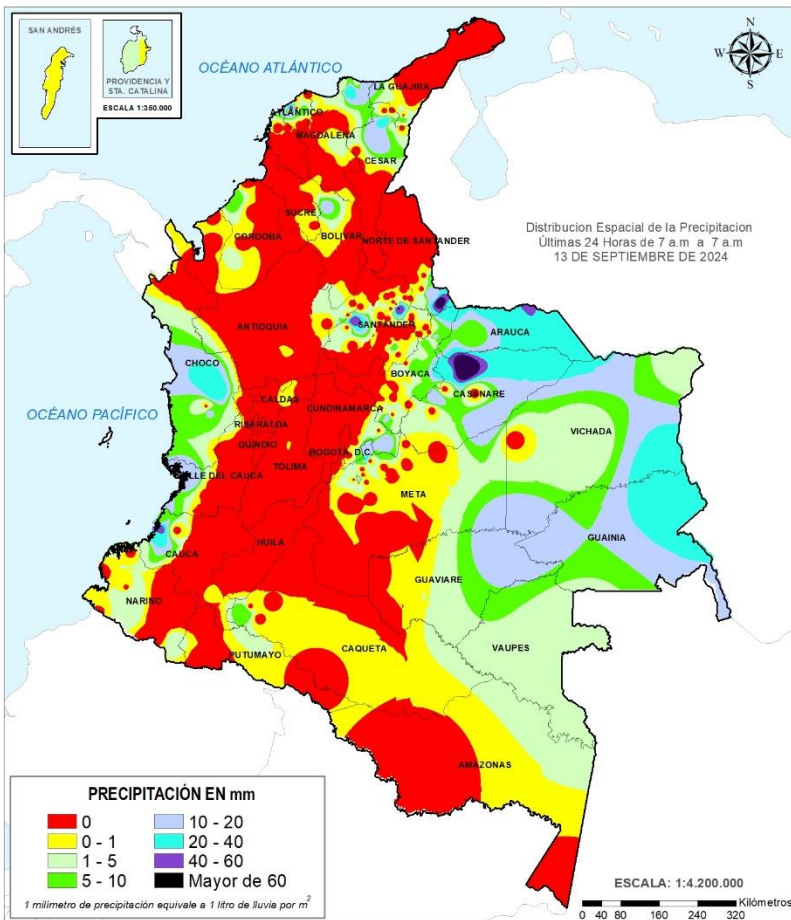 SAN ANDRÉS
PROVIDENCIA Y
STA. CATALINA
ESCALA 1:350.000
OCÉANO ATLÁNTICO
N
W
E
S
LA GUAJIRA
ATLÁNTICO
MAGDALENA
CESAR
SUCRE
CORDOBA
BOLIVAR
NORTE DE SANTANDER
Distribucion Espacial de la Precipitacion
Últimas 24 Horas de 7 a.m a 7 a.m
13 DE SEPTIEMBRE DE 2024
ANTIOQUIA
SANTANDER
ARAUCA
CHOCO
BOYACA
CASANARE
CALDAS
OCÉANO PACÍFICO
CUNDINAMARCA
RISARALDA
VICHADA
QUINDIO
BOGOTA, D.C.
TOLIMA
VALLE DEL CAUCA
META
GUAINIA
HUILA
CAUCA
GUAVIARE
NARIÑO
VAUPES
CAQUETA
PUTUMAYO
AMAZONAS
PRECIPITACIÓN EN mm
0
10 - 20
0 - 1
20 - 40
1 - 5
40 - 60
5 - 10
Mayor de 60
1 milimetro de precipitación equivale a 1 litro de lluvia por m²
ESCALA: 1:4.200.000
Kilómetros
0 40 80 160 240 320